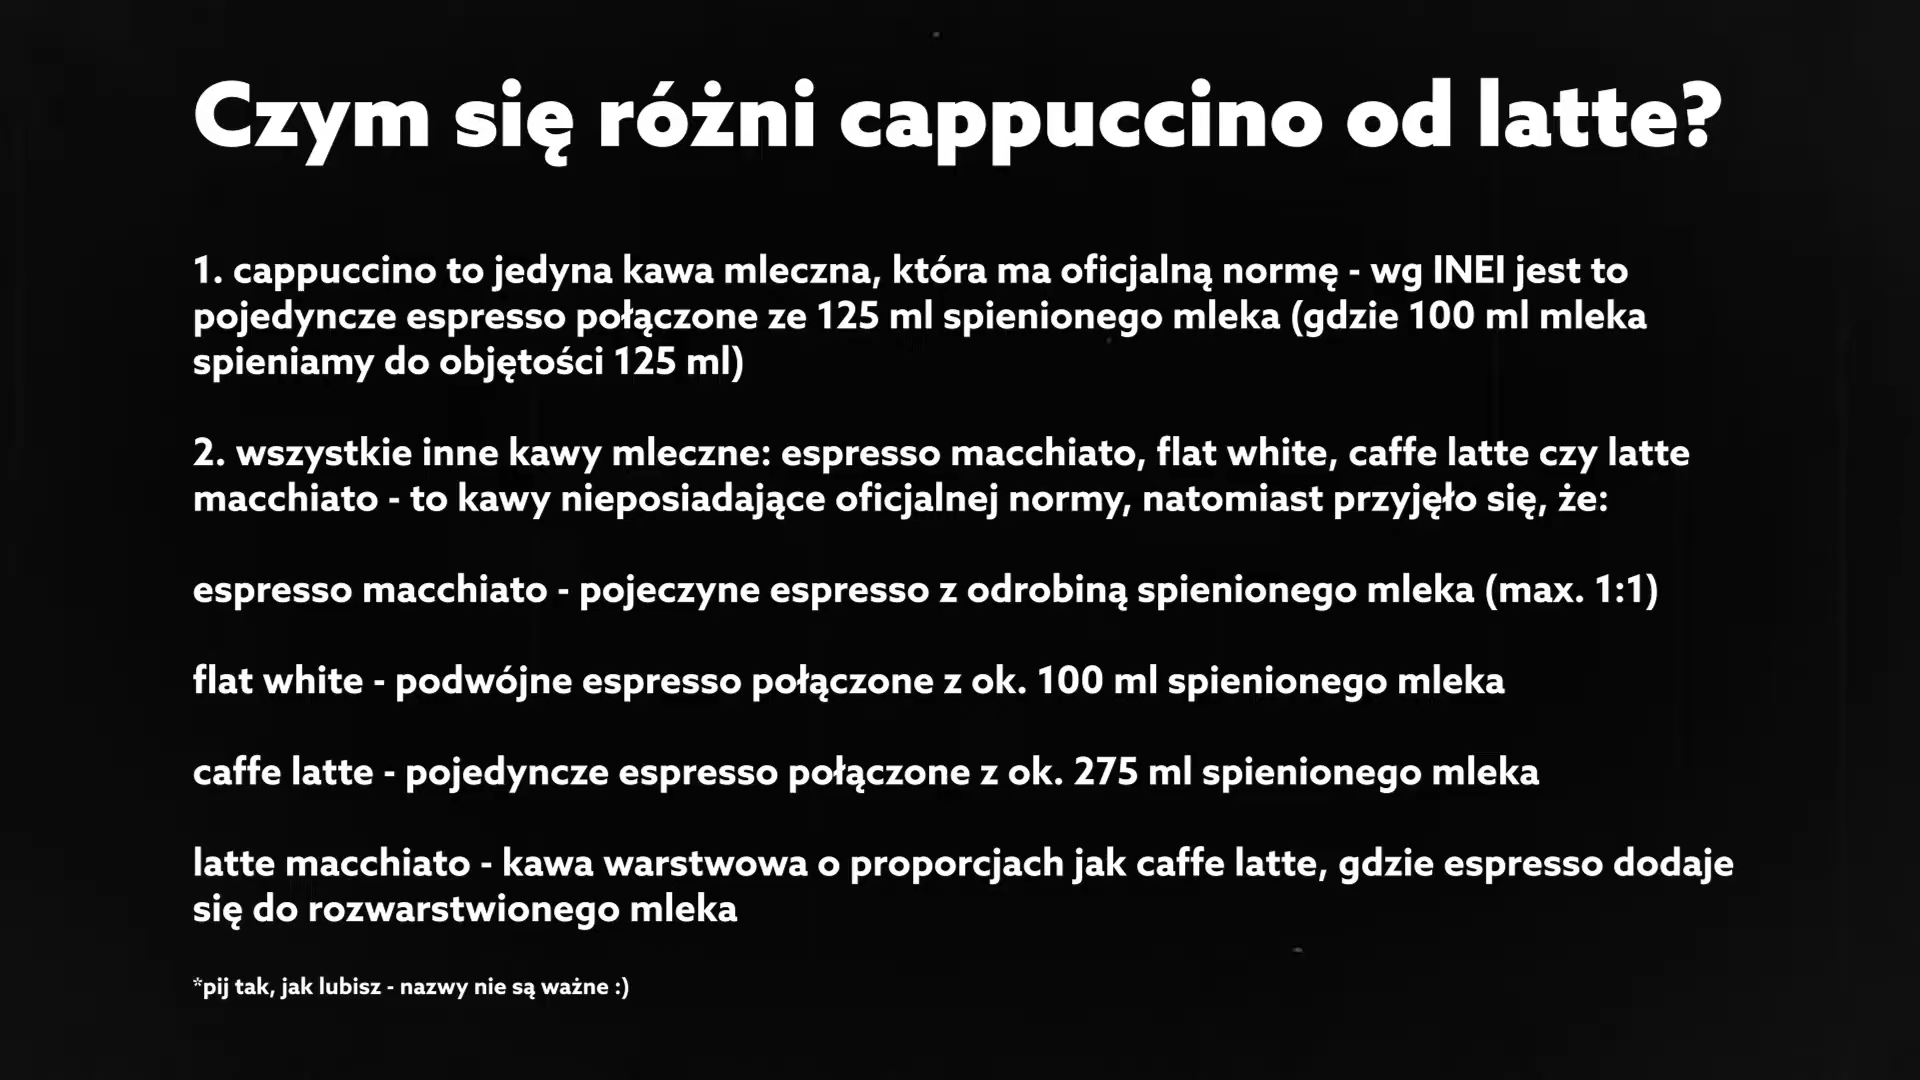 Czym się różni cappuccino od latte?
1. cappuccino to jedyna kawa mleczna, która ma oficjalną normę - wg INEI jest to
pojedyncze espresso połączone ze 125 ml spienionego mleka (gdzie 100 ml mleka
spieniamy do objętości 125 ml)
2. wszystkie inne kawy mleczne: espresso macchiato, flat white, caffe latte czy latte
macchiato - to kawy nieposiadające oficjalnej normy, natomiast przyjęło się, że:
espresso macchiato - pojeczyne espresso z odrobiną spienionego mleka (max. 1:1)
flat white - podwójne espresso połączone z ok. 100 ml spienionego mleka
caffe latte - pojedyncze espresso połączone z ok. 275 ml spienionego mleka
latte macchiato - kawa warstwowa o proporcjach jak caffe latte, gdzie espresso dodaje
się do rozwarstwionego mleka
*pij tak, jak lubisz - nazwy nie są ważne :)